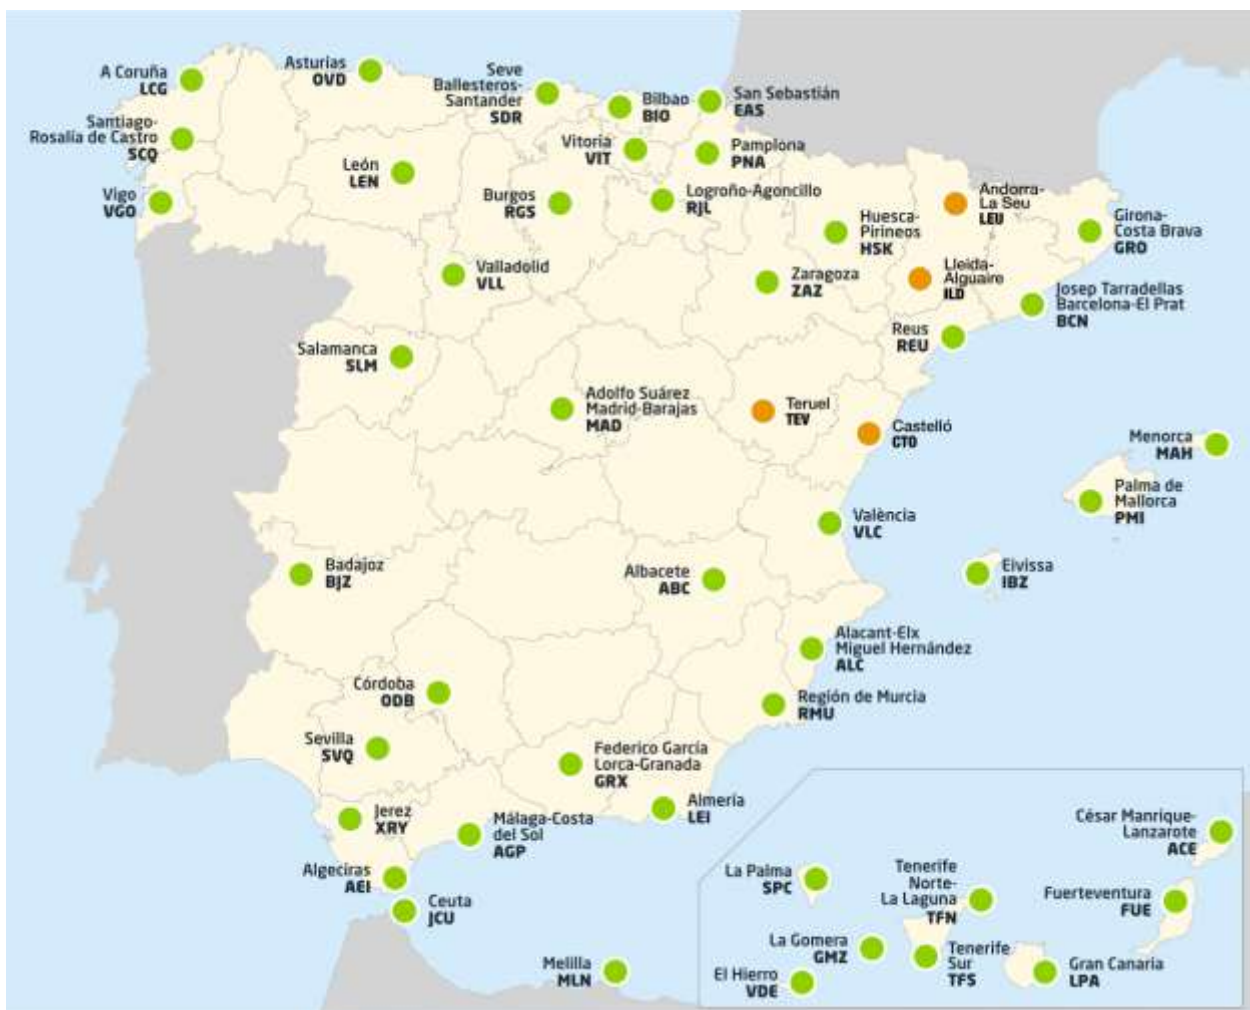 A Coruña
LCG
Asturias
OVD
Seve
Ballesteros-
Santander
SDR
Bilbao
BIO
San Sebastián
EAS
Santiago-
Rosalía de Castro
SCQ
León
LEN
Vitoria
VIT
Pamplona
PNA
Vigo
VGO
Burgos
RGS
Logroño-Agoncillo
RJL
Huesca-
Pirineos
HSK
Andorra-
La Seu
LEU
Girona-
Costa Brava
GRO
Valladolid
VLL
Zaragoza
ZAZ
Lleida-
Alguaire
ILD
Josep Tarradellas
Barcelona-El Prat
BCN
Reus
REU
Salamanca
SLM
Adolfo Suárez
Madrid-Barajas
MAD
Teruel
TEV
Castelló
CTO
Menorca
MAH
Palma de
Mallorca
PMI
València
VLC
Badajoz
BJZ
Albacete
ABC
Eivissa
IBZ
Alacant-Elx
Miguel Hernández
ALC
Córdoba
ODB
Región de Murcia
RMU
Sevilla
SVQ
Federico García
Lorca-Granada
GRX
Jerez
XRY
Málaga-Costa
del Sol
AGP
Almería
LEI
Algeciras
AEI
Ceuta
JCU
Melilla
MLN
La Palma
SPC
Tenerife
Norte-
La Laguna
TFN
César Manrique-
Lanzarote
ACE
Fuerteventura
FUE
La Gomera
GMZ
El Hierro
VDE
Tenerife
Sur
TFS
Gran Canaria
LPA